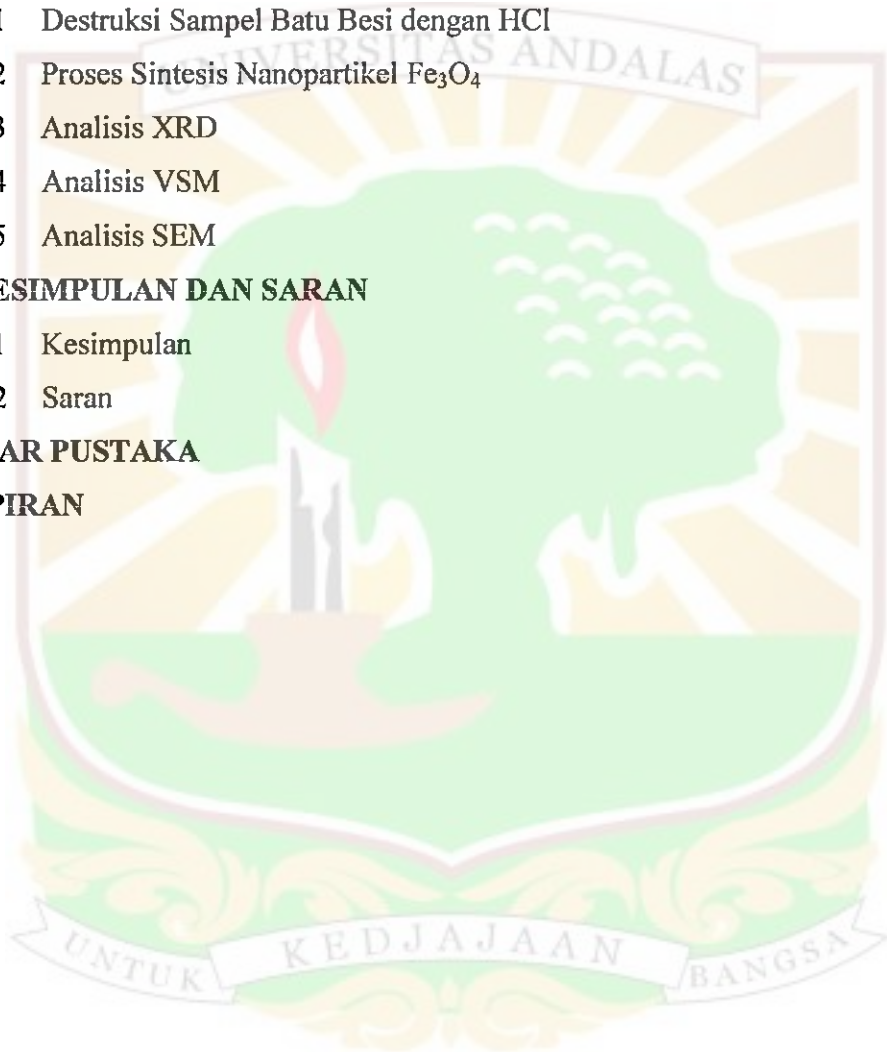 1 Destruksi Sampel Batu Besi dengan HCl
UNIVERSITAS ANDALAS
2 Proses Sintesis Nanopartikel Fe₃O₄
3 Analisis XRD
4 Analisis VSM
5 Analisis SEM
ESIMPULAN DAN SARAN
1 Kesimpulan
2 Saran
AR PUSTAKA
PIRAN
UNTUK KEDJAJAAN BANGSA